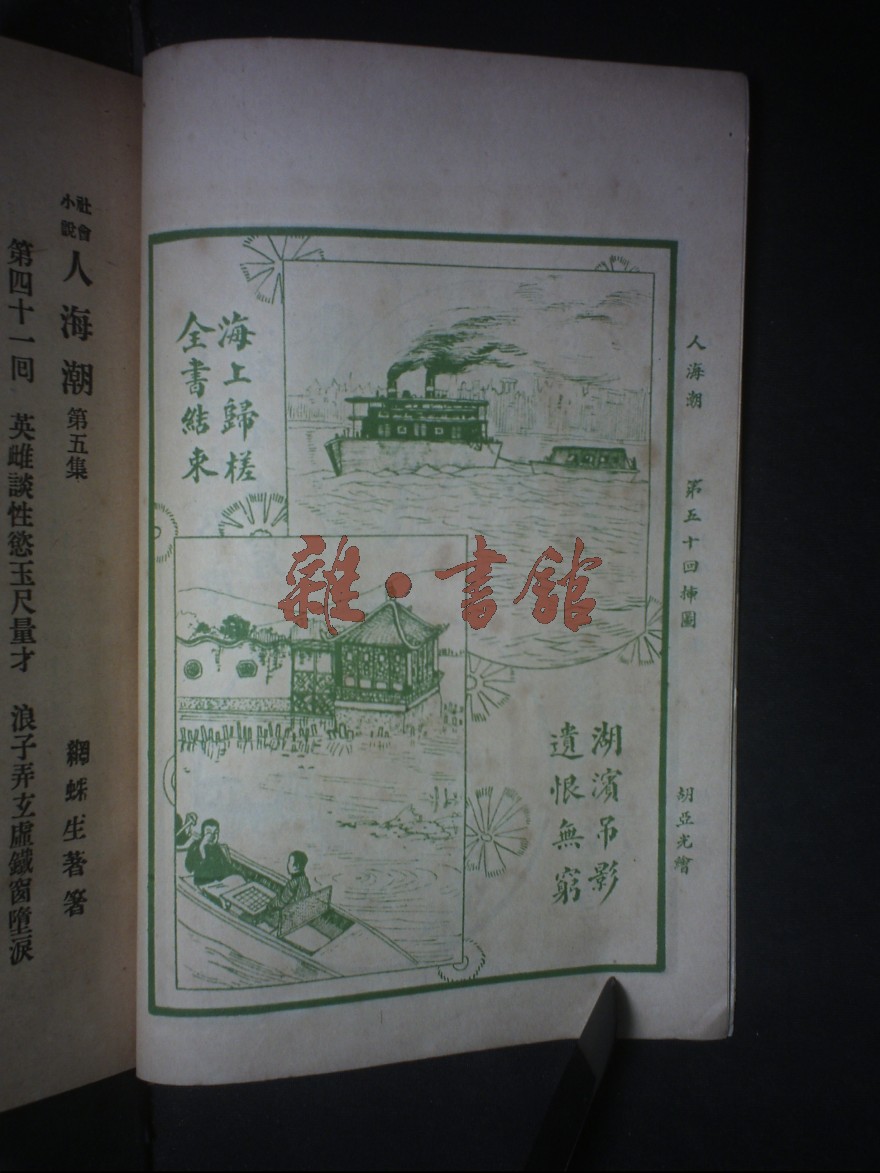 人海潮　第五十回插圖
胡亞光繪
海上歸槎
全書結束
湖濱吊影
遺恨無窮
雜·書館
社會小說　人海潮　第五集　網蛛生著
第四十一回　英雌談性慾玉尺量才　浪子弄玄虛鐵窗墮淚